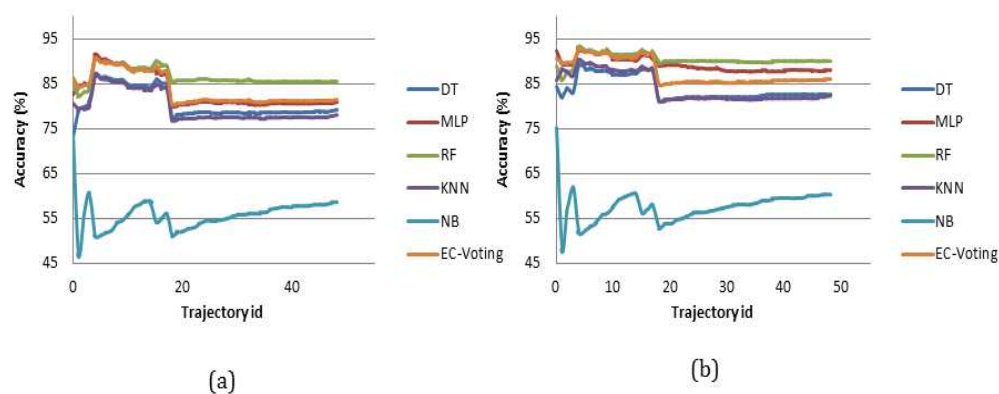 95
85
75
65
55
45
Accuracy (%)
0
20
40
Trajectory id
DT
MLP
RF
KNN
NB
EC-Voting
(a)
95
85
75
65
55
45
Accuracy (%)
0
10
20
30
40
50
Trajectory id
DT
MLP
RF
KNN
NB
EC-Voting
(b)